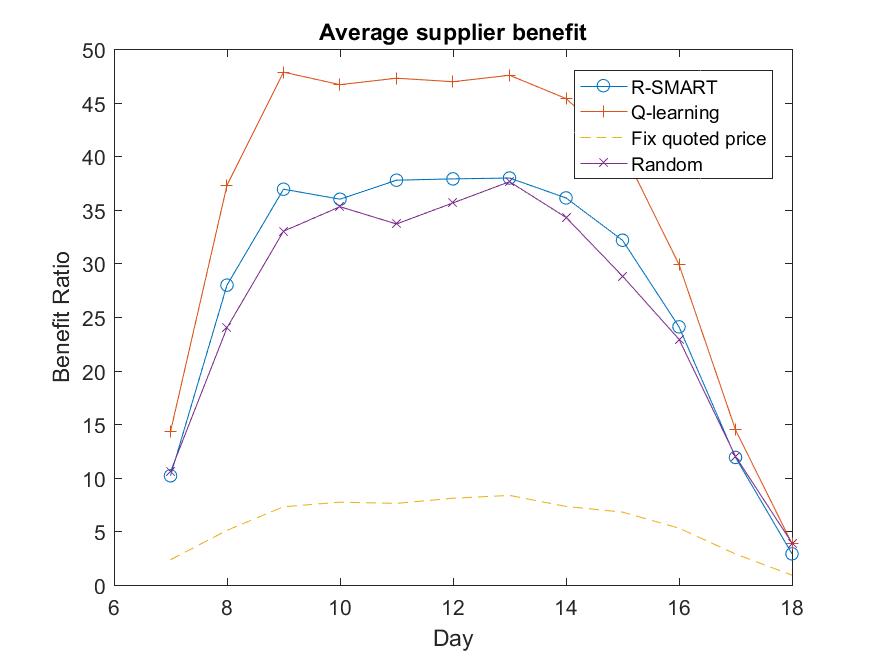 Average supplier benefit
50
45
40
35
30
25
20
15
10
5
0
Benefit Ratio
R-SMART
Q-learning
Fix quoted price
Random
6
8
10
12
14
16
18
Day